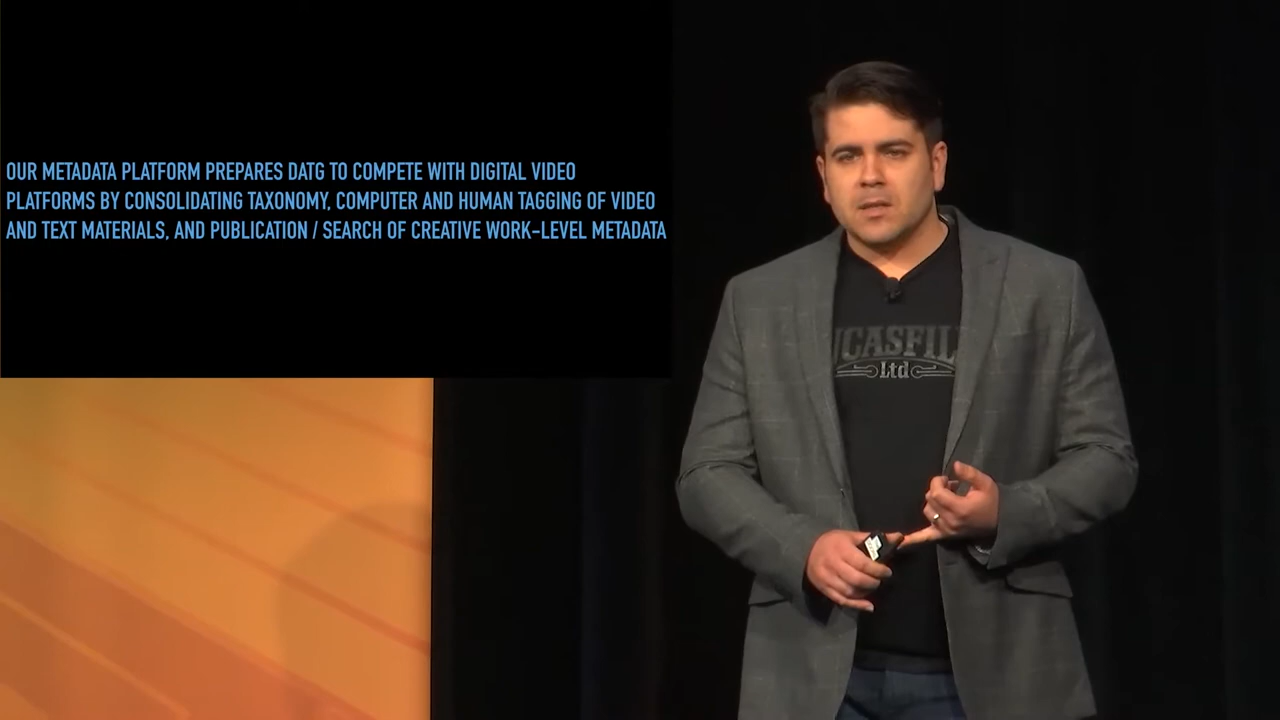 OUR METADATA PLATFORM PREPARES DATG TO COMPETE WITH DIGITAL VIDEO
PLATFORMS BY CONSOLIDATING TAXONOMY, COMPUTER AND HUMAN TAGGING OF VIDEO
AND TEXT MATERIALS, AND PUBLICATION / SEARCH OF CREATIVE WORK-LEVEL METADATA
UCASFIL
Ltd